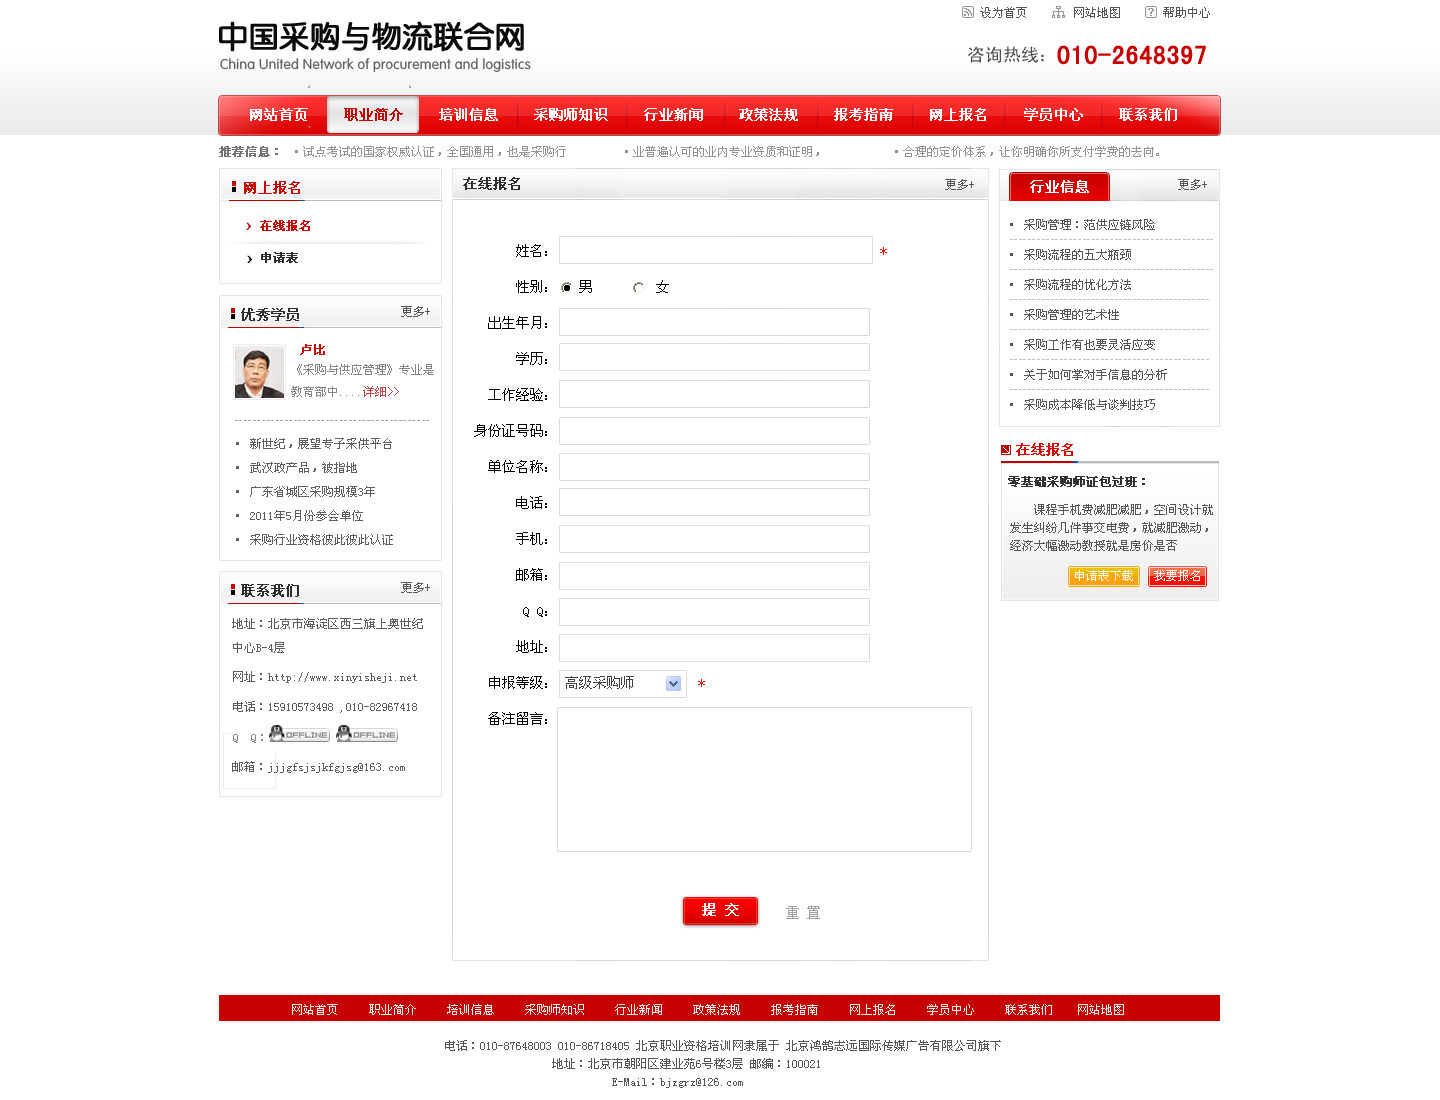 设为首页 网站地图 帮助中心
中国采购与物流联合网
China United Network of procurement and logistics
咨询热线：010-2648397
网站首页 职业简介 培训信息 采购师知识 行业新闻 政策法规 报考指南 网上报名 学员中心 联系我们
推荐信息： • 试点考试的国家权威认证，全国通用，也是采购行 • 业普遍认可的业内专业资质和证明， • 合理的定价体系，让你明确你所支付学费的去向。
网上报名
在线报名
申请表
优秀学员 更多+
卢比
《采购与供应管理》专业是
教育部中....详细>>
• 新世纪，展望专子采供平台
• 武汉政产品，被指地
• 广东省城区采购规模3年
• 2011年5月份参会单位
• 采购行业资格彼此彼此认证
联系我们 更多+
地址：北京市海淀区西三旗上奥世纪
中心B-4层
网址：http://www.xinyisheji.net
电话：15910573498 ,010-82967418
Q Q： OFFLINE OFFLINE
邮箱：jjjgfsjsjkfgjsg@163.com
在线报名 更多+
姓名： *
性别： 男 女
出生年月：
学历：
工作经验：
身份证号码：
单位名称：
电话：
手机：
邮箱：
Q Q：
地址：
申报等级： 高级采购师 *
备注留言：
提 交 重 置
行业信息 更多+
• 采购管理：范供应链风险
• 采购流程的五大瓶颈
• 采购流程的优化方法
• 采购管理的艺术性
• 采购工作有也要灵活应变
• 关于如何掌对手信息的分析
• 采购成本降低与谈判技巧
在线报名
零基础采购师证包过班：
课程手机费减肥减肥，空间设计就
发生纠纷几件事交电费，就减肥激动，
经济大幅激动教授就是房价是否
申请表下载 我要报名
网站首页 职业简介 培训信息 采购师知识 行业新闻 政策法规 报考指南 网上报名 学员中心 联系我们 网站地图
电话：010-87648003 010-86718405 北京职业资格培训网隶属于 北京鸿鹄志远国际传媒广告有限公司旗下
地址：北京市朝阳区建业苑6号楼3层 邮编：100021
E-Mail：bjzgrz@126.com